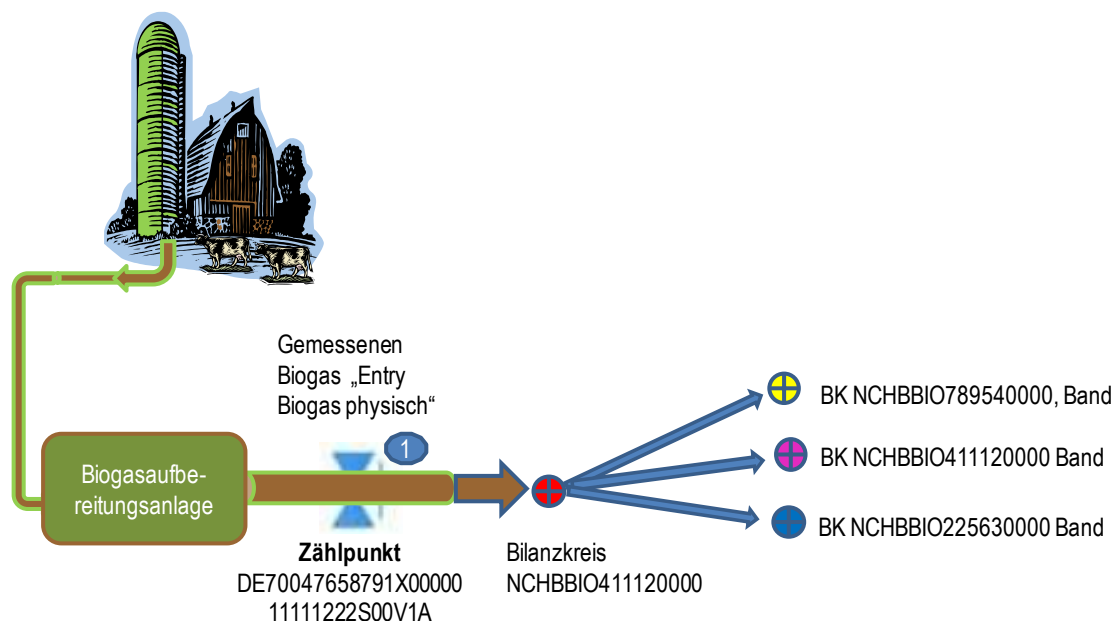 Gemessenen
Biogas „Entry
Biogas physisch“
1
Biogasaufbe-
reitungsanlage
Zählpunkt
DE70047658791X00000
11111222S00V1A
Bilanzkreis
NCHBBIO411120000
BK NCHBBIO789540000, Band
BK NCHBBIO411120000 Band
BK NCHBBIO225630000 Band